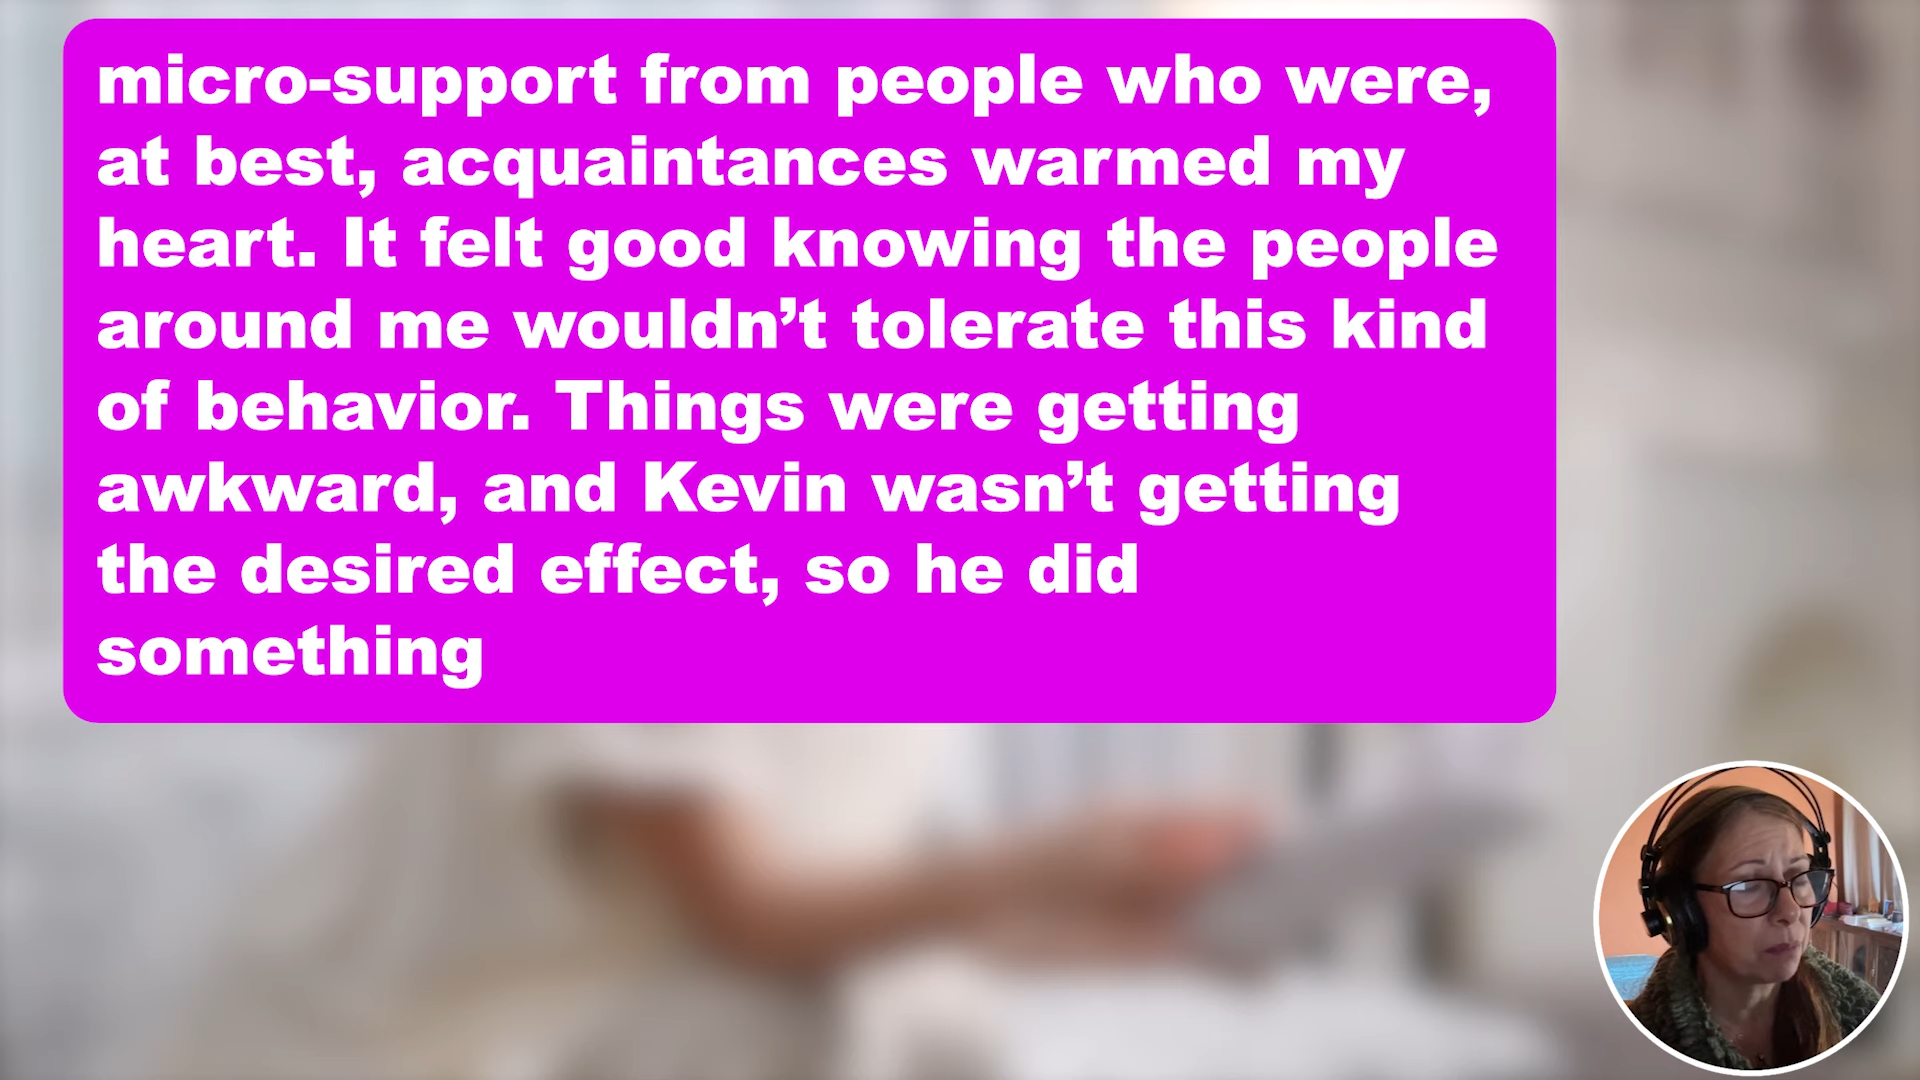 micro-support from people who were,
at best, acquaintances warmed my
heart. It felt good knowing the people
around me wouldn’t tolerate this kind
of behavior. Things were getting
awkward, and Kevin wasn’t getting
the desired effect, so he did
something